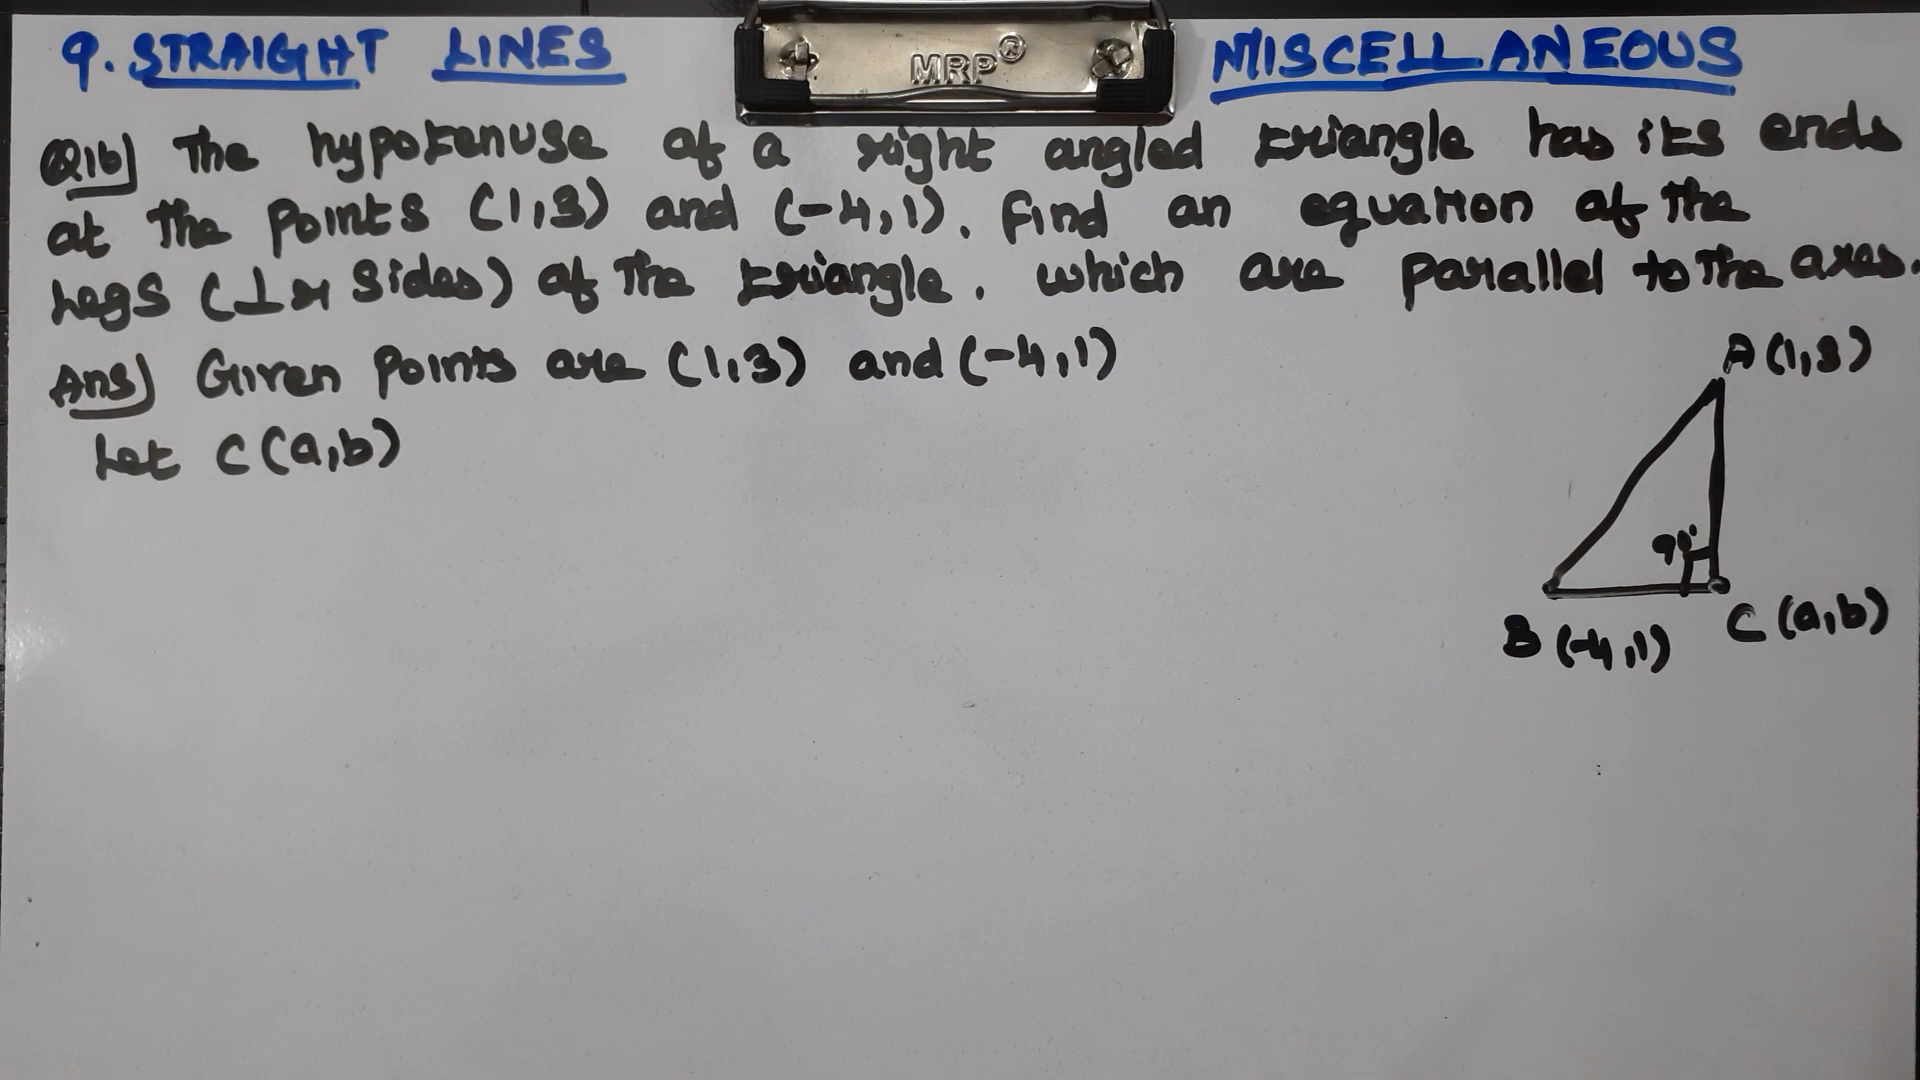 9. STRAIGHT LINES
MRP®
MISCELLANEOUS
Q16) The hypotenuse of a right angled triangle has its ends
at the points (1,3) and (-4,1). Find an equation of the
Legs (⊥r Sides) of the triangle. which are parallel to the axes.
Ans) Given Points are (1,3) and (-4,1)
Let C(a,b)
A(1,3)
90°
B(-4,1)
C(a,b)